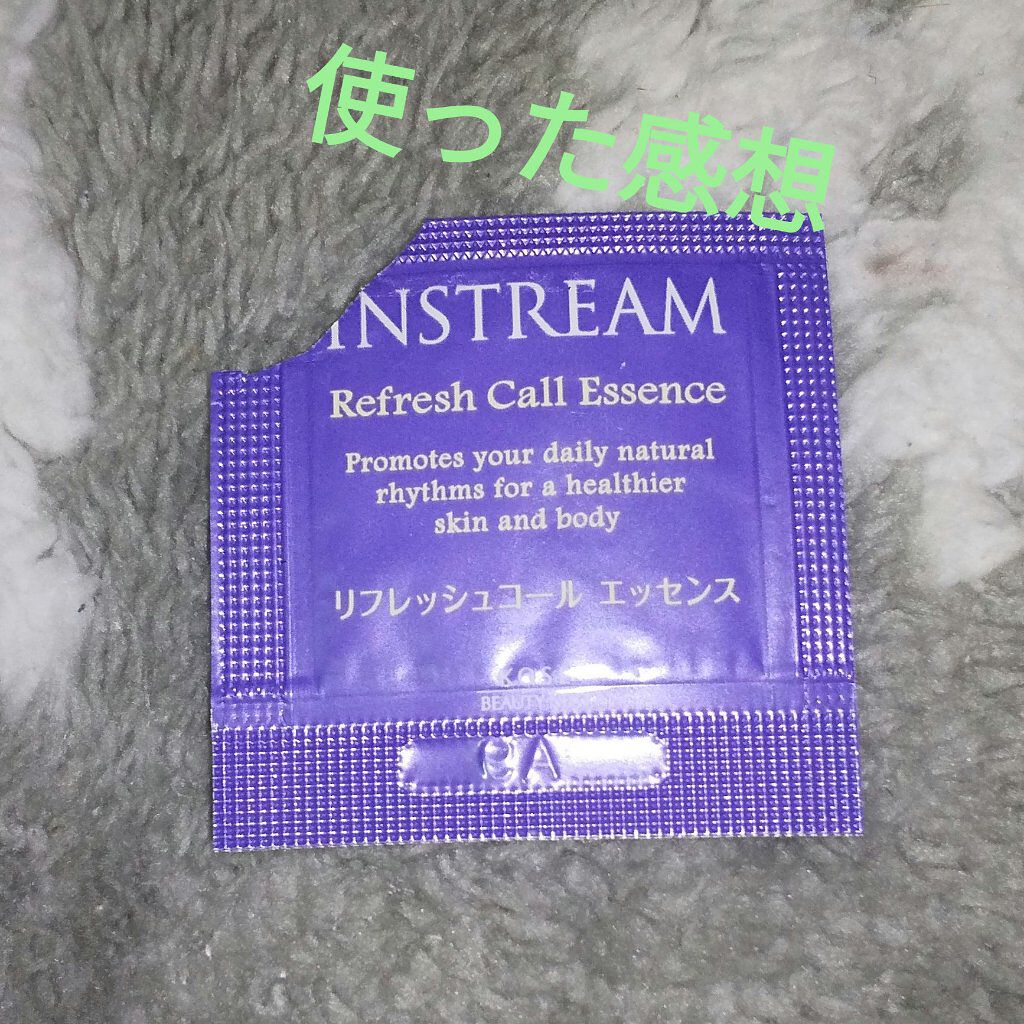 使った感想
INSTREAM
Refresh Call Essence
Promotes your daily natural
rhythms for a healthier
skin and body
リフレッシュコール エッセンス
BEAUTY